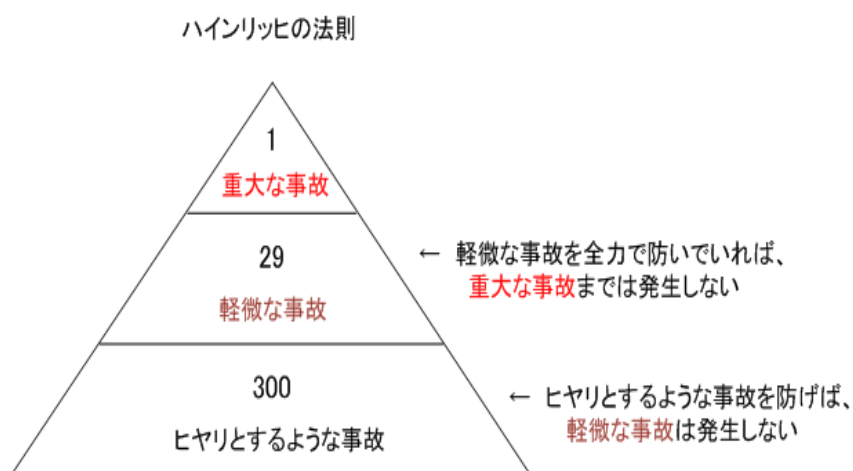 ハインリッヒの法則
1
重大な事故
29
軽微な事故
← 軽微な事故を全力で防いでいれば、
重大な事故までは発生しない
300
ヒヤリとするような事故
← ヒヤリとするような事故を防げば、
軽微な事故は発生しない